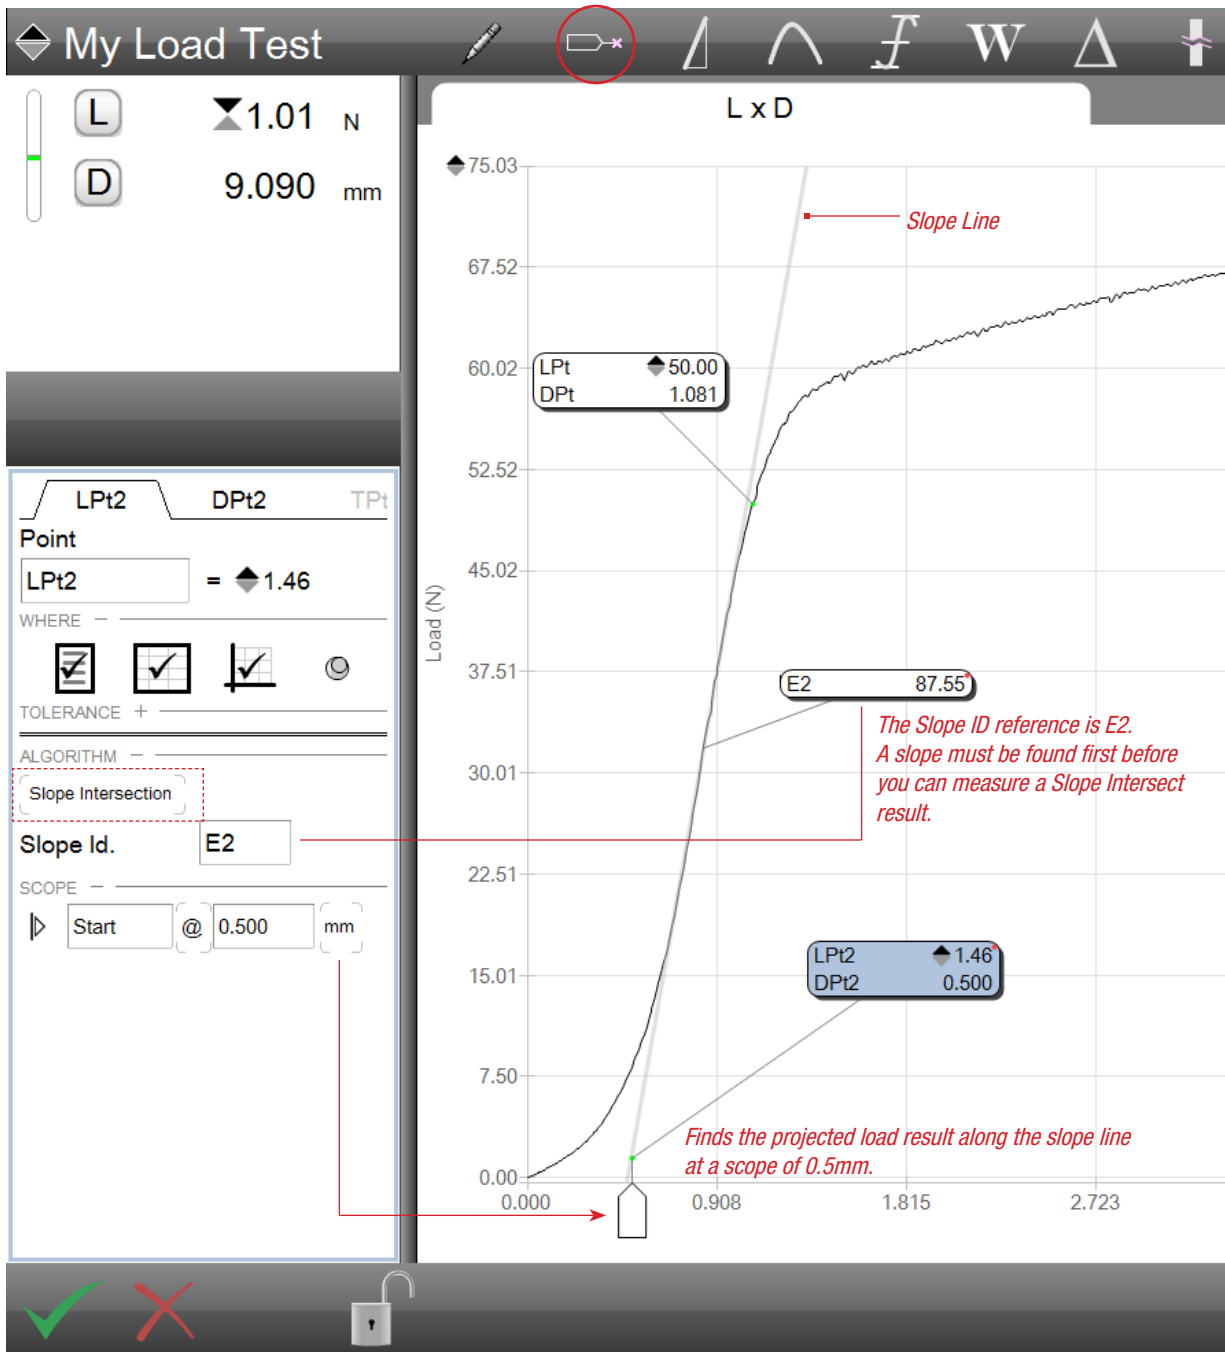 My Load Test
W
L 1.01 N
D 9.090 mm
L x D
75.03
67.52
60.02
52.52
45.02
37.51
30.01
22.51
15.01
7.50
0.00
Load (N)
0.000 0.908 1.815 2.723
Slope Line
LPt 50.00
DPt 1.081
E2 87.55
The Slope ID reference is E2.
A slope must be found first before
you can measure a Slope Intersect
result.
LPt2 1.46
DPt2 0.500
Finds the projected load result along the slope line
at a scope of 0.5mm.
LPt2 DPt2 TPt
Point
LPt2 = 1.46
WHERE −
TOLERANCE +
ALGORITHM −
Slope Intersection
Slope Id. E2
SCOPE −
Start @ 0.500 mm